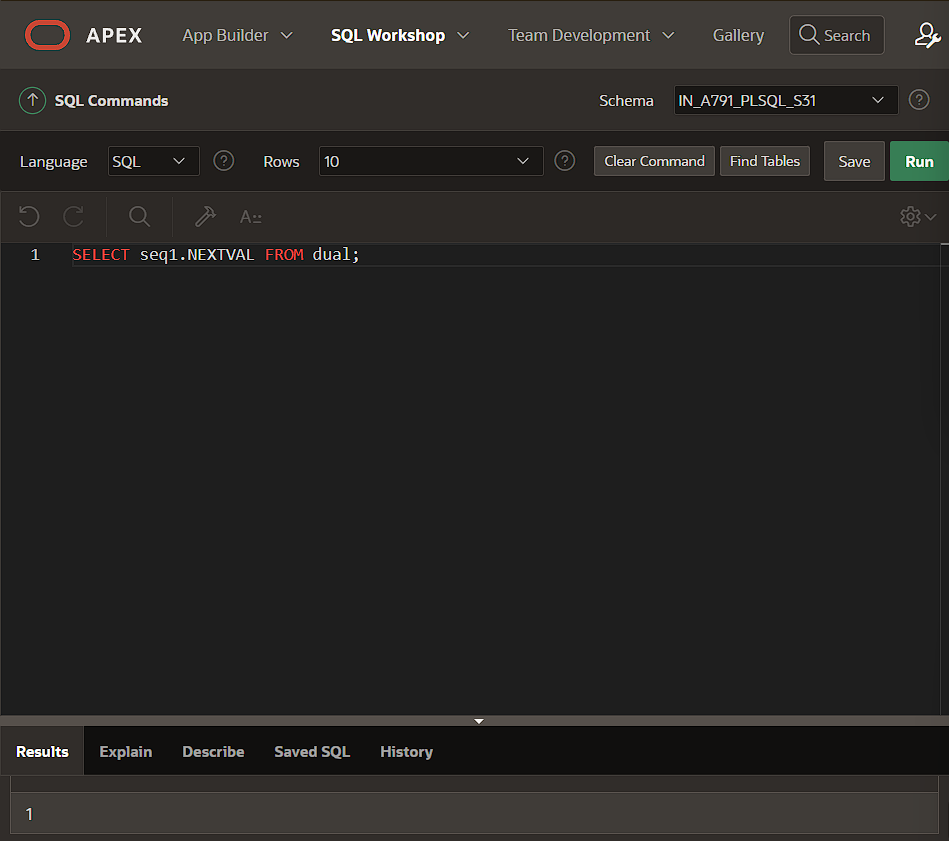 APEX App Builder SQL Workshop Team Development Gallery Search
SQL Commands Schema IN_A791_PLSQL_S31 ?
Language SQL ? Rows 10 ? Clear Command Find Tables Save Run
A::
1 SELECT seq1.NEXTVAL FROM dual;
Results Explain Describe Saved SQL History
1